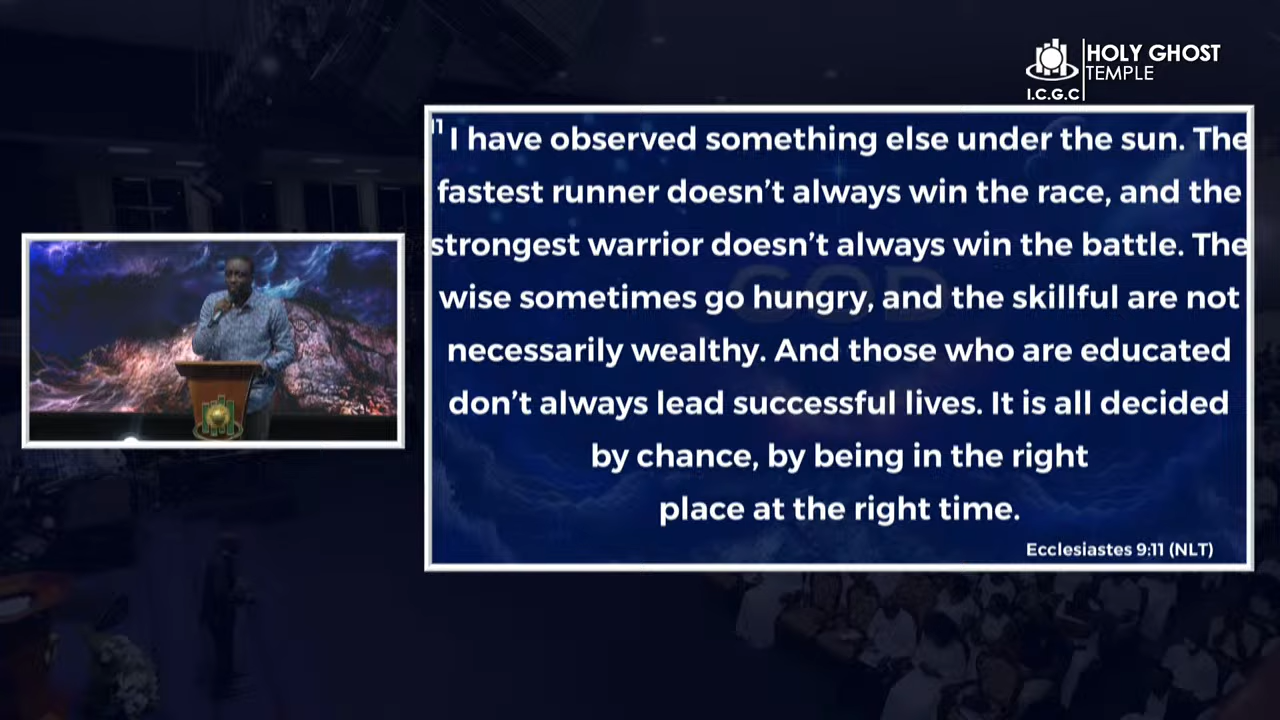 HOLY GHOST
TEMPLE
I.C.G.C
11 I have observed something else under the sun. The
fastest runner doesn't always win the race, and the
strongest warrior doesn't always win the battle. The
wise sometimes go hungry, and the skillful are not
necessarily wealthy. And those who are educated
don't always lead successful lives. It is all decided
by chance, by being in the right
place at the right time.
Ecclesiastes 9:11 (NLT)